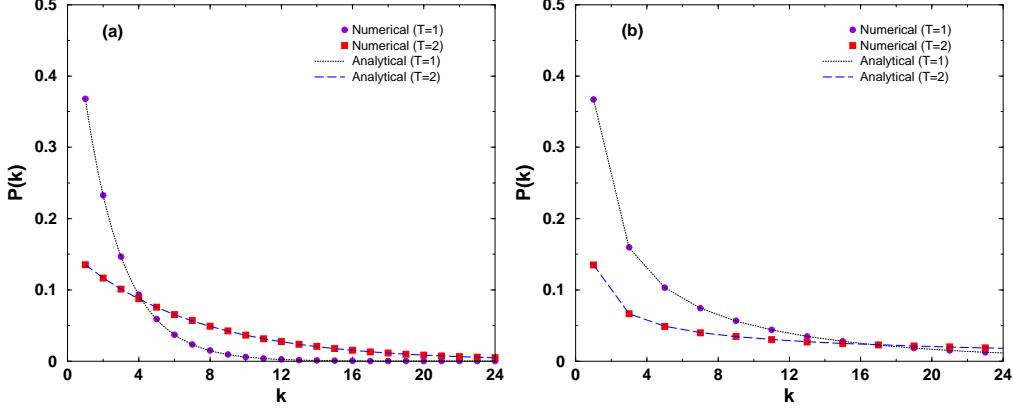 (a)
Numerical (T=1)
Numerical (T=2)
Analytical (T=1)
Analytical (T=2)
P(k)
0.5
0.4
0.3
0.2
0.1
0
0 4 8 12 16 20 24
k
(b)
Numerical (T=1)
Numerical (T=2)
Analytical (T=1)
Analytical (T=2)
P(k)
0.5
0.4
0.3
0.2
0.1
0
0 4 8 12 16 20 24
k